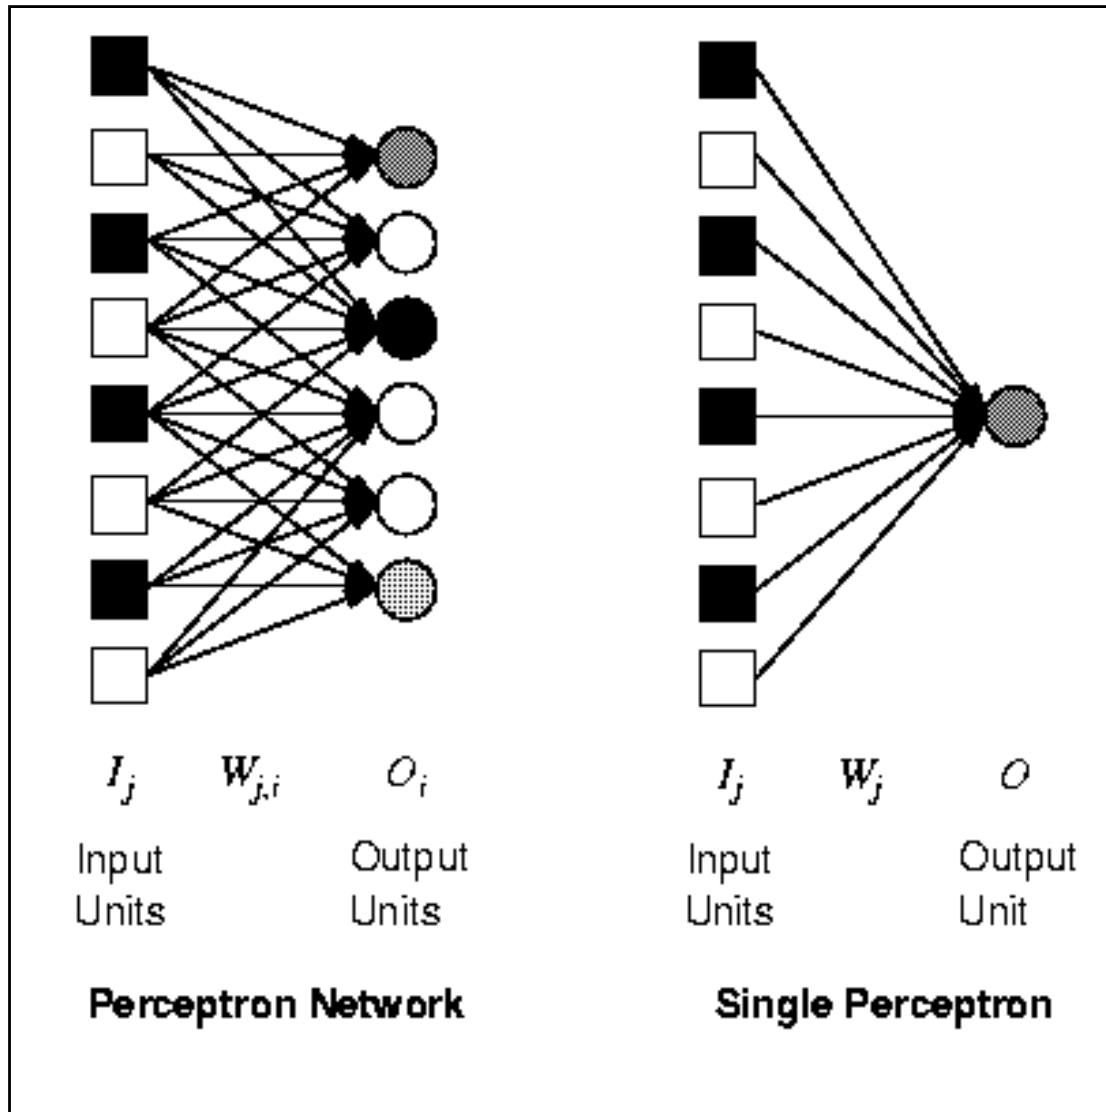 I_j W_j,i O_i
Input Output
Units Units
Perceptron Network
I_j W_j O
Input Output
Units Unit
Single Perceptron